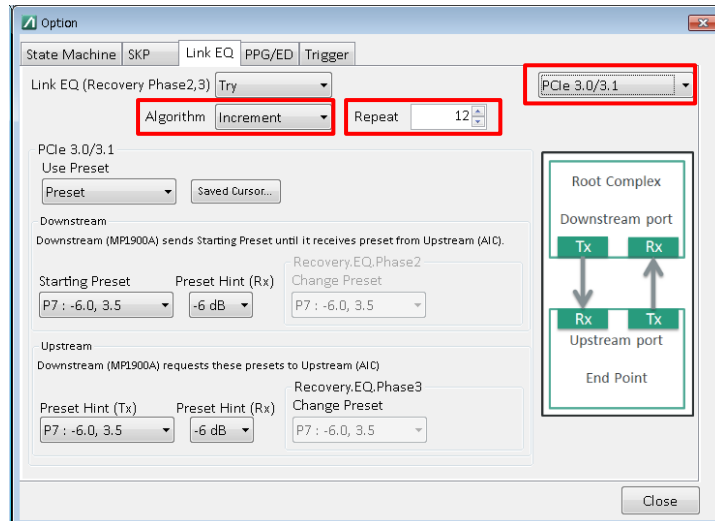 Option
State Machine SKP Link EQ PPG/ED Trigger
Link EQ (Recovery Phase2,3) Try PCIe 3.0/3.1
Algorithm Increment Repeat 12
PCIe 3.0/3.1
Use Preset
Preset Saved Cursor...
Downstream
Downstream (MP1900A) sends Starting Preset until it receives preset from Upstream (AIC).
Recovery.EQ.Phase2
Starting Preset Preset Hint (Rx) Change Preset
P7 : -6.0, 3.5 -6 dB P7 : -6.0, 3.5
Upstream
Downstream (MP1900A) requests these presets to Upstream (AIC)
Recovery.EQ.Phase3
Preset Hint (Tx) Preset Hint (Rx) Change Preset
P7 : -6.0, 3.5 -6 dB P7 : -6.0, 3.5
Root Complex
Downstream port
Tx Rx
Rx Tx
Upstream port
End Point
Close